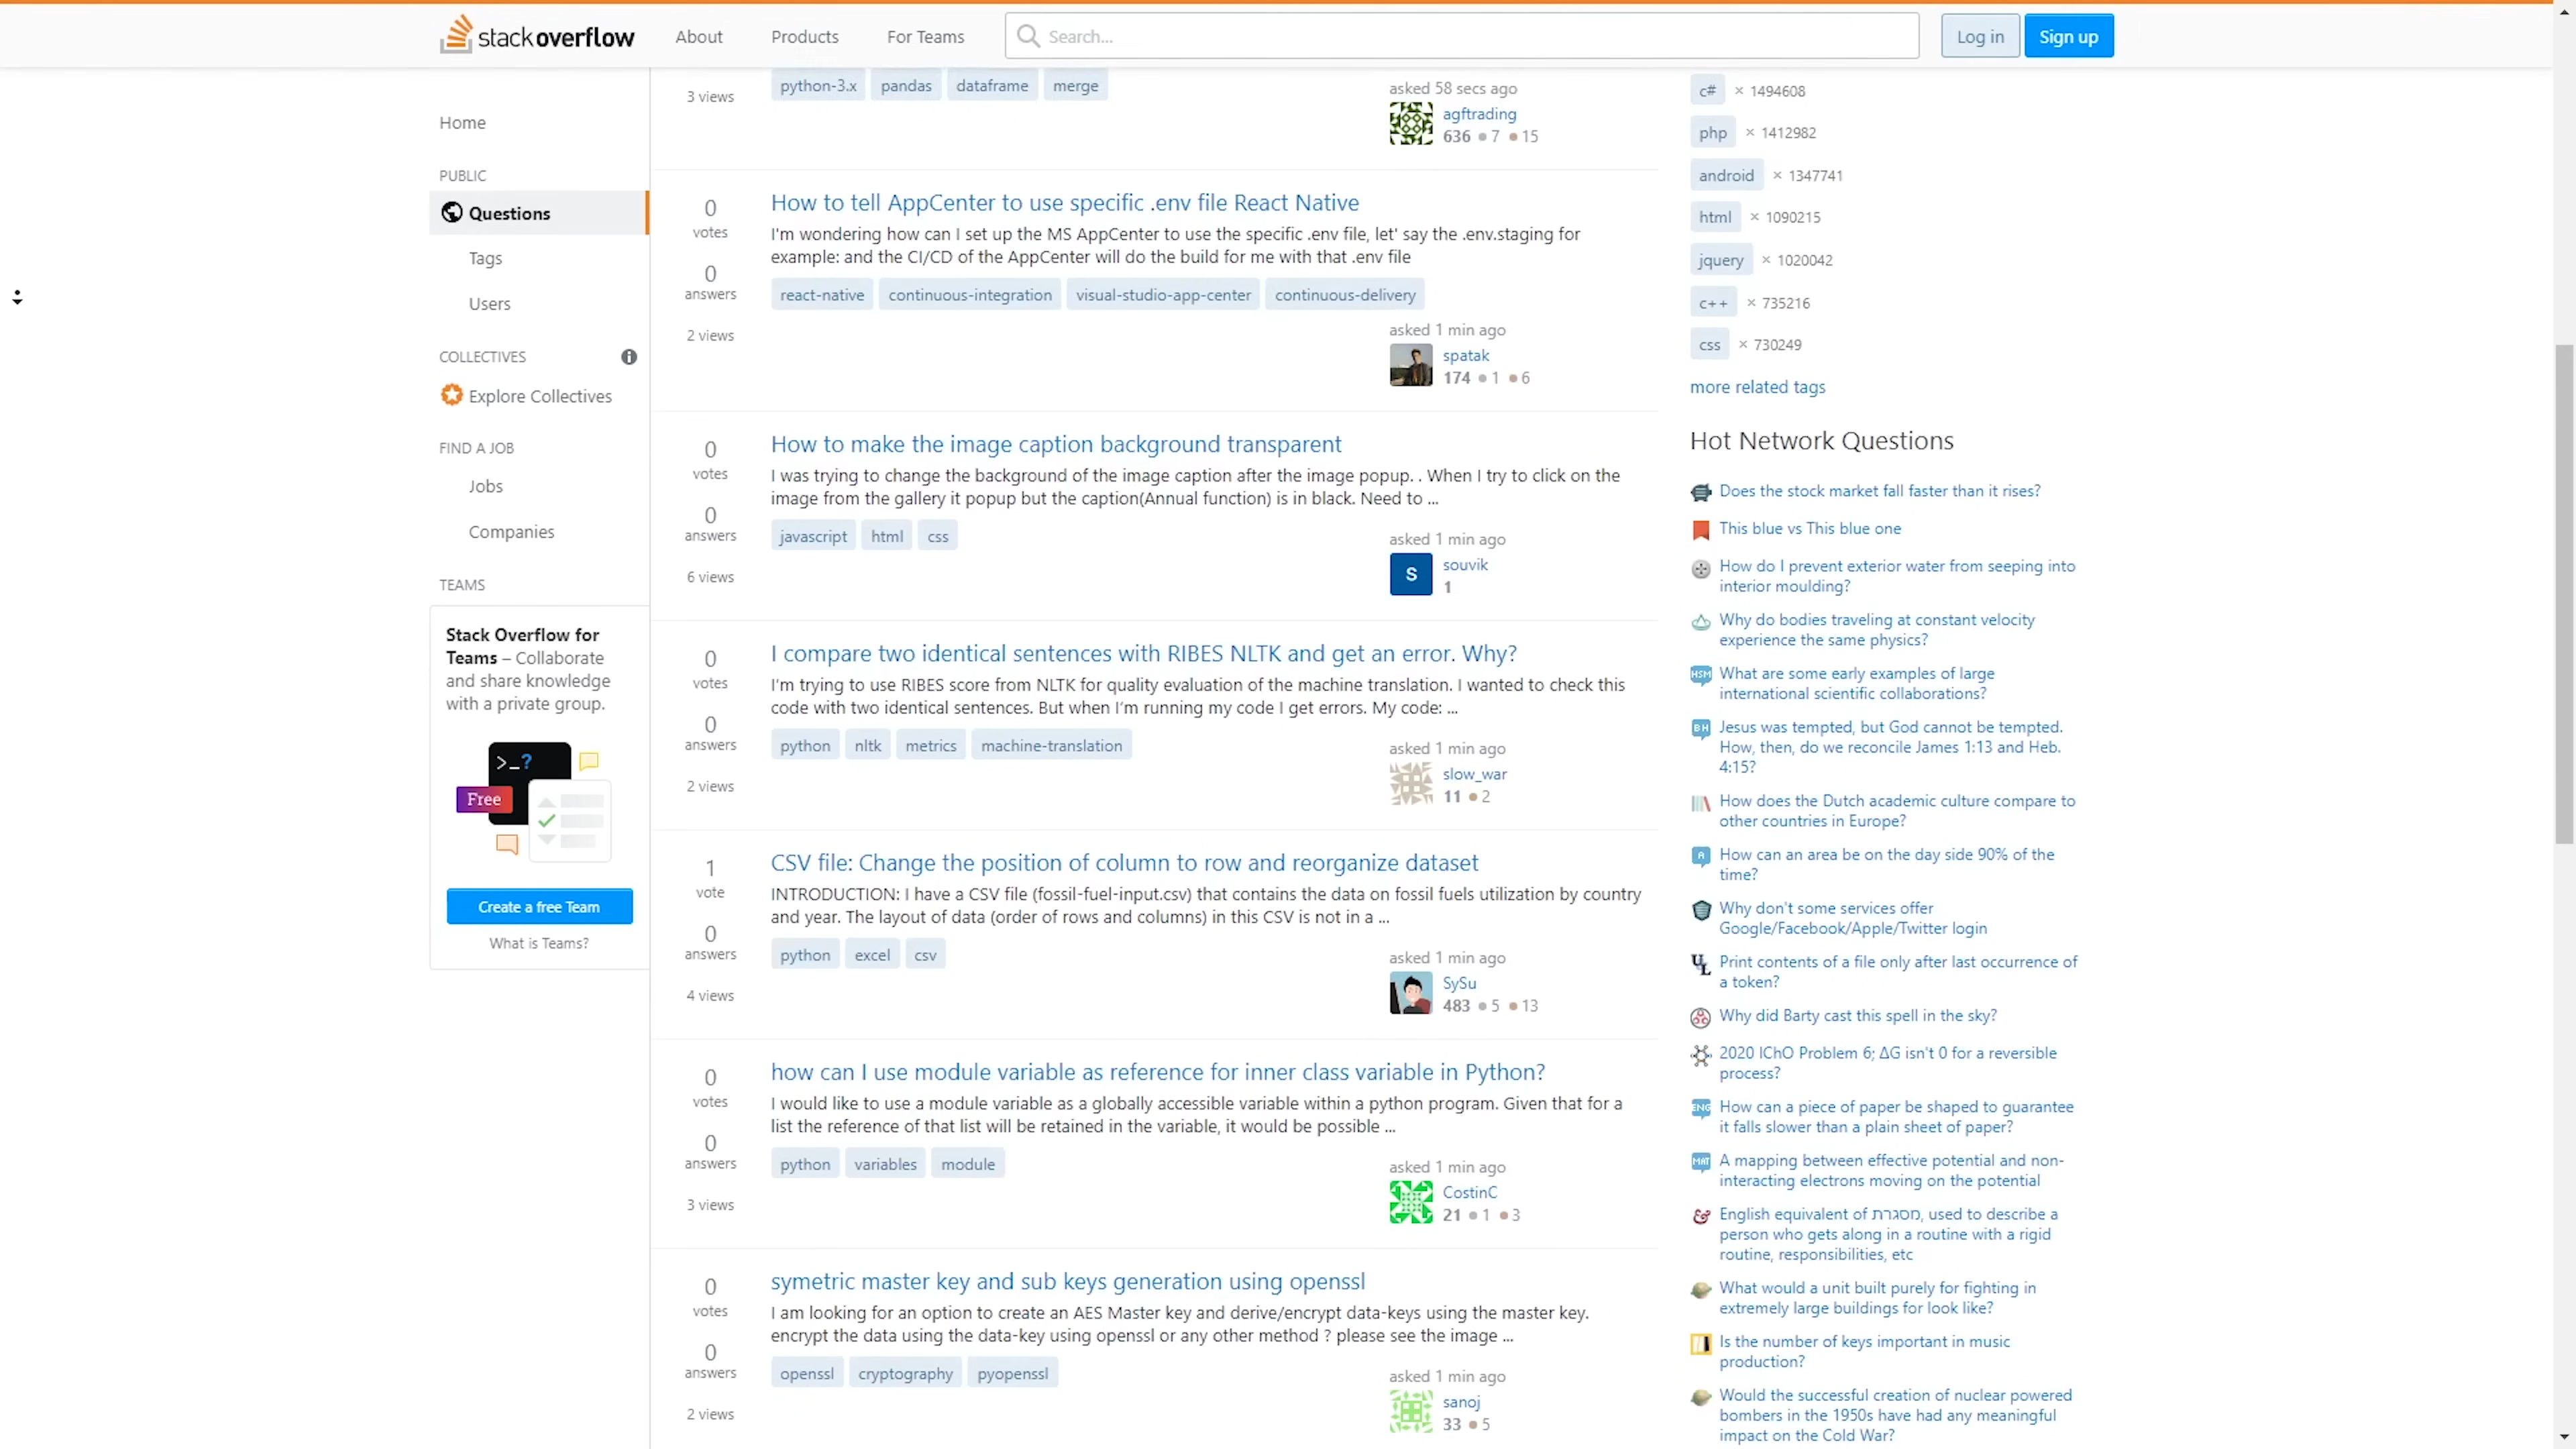 stackoverflow
About
Products
For Teams
Search...
Log in
Sign up
Home
PUBLIC
Questions
Tags
Users
COLLECTIVES
Explore Collectives
FIND A JOB
Jobs
Companies
TEAMS
Stack Overflow for
Teams – Collaborate
and share knowledge
with a private group.
>_?
Free
Create a free Team
What is Teams?
3 views
python-3.x pandas dataframe merge
asked 58 secs ago
agftrading
636 7 15
0
votes
0
answers
2 views
How to tell AppCenter to use specific .env file React Native
I'm wondering how can I set up the MS AppCenter to use the specific .env file, let' say the .env.staging for
example: and the CI/CD of the AppCenter will do the build for me with that .env file
react-native continuous-integration visual-studio-app-center continuous-delivery
asked 1 min ago
spatak
174 1 6
0
votes
0
answers
6 views
How to make the image caption background transparent
I was trying to change the background of the image caption after the image popup. . When I try to click on the
image from the gallery it popup but the caption(Annual function) is in black. Need to ...
javascript html css
asked 1 min ago
S
souvik
1
0
votes
0
answers
2 views
I compare two identical sentences with RIBES NLTK and get an error. Why?
I'm trying to use RIBES score from NLTK for quality evaluation of the machine translation. I wanted to check this
code with two identical sentences. But when I'm running my code I get errors. My code: ...
python nltk metrics machine-translation
asked 1 min ago
slow_war
11 2
1
vote
0
answers
4 views
CSV file: Change the position of column to row and reorganize dataset
INTRODUCTION: I have a CSV file (fossil-fuel-input.csv) that contains the data on fossil fuels utilization by country
and year. The layout of data (order of rows and columns) in this CSV is not in a ...
python excel csv
asked 1 min ago
SySu
483 5 13
0
votes
0
answers
3 views
how can I use module variable as reference for inner class variable in Python?
I would like to use a module variable as a globally accessible variable within a python program. Given that for a
list the reference of that list will be retained in the variable, it would be possible ...
python variables module
asked 1 min ago
CostinC
21 1 3
0
votes
0
answers
2 views
symetric master key and sub keys generation using openssl
I am looking for an option to create an AES Master key and derive/encrypt data-keys using the master key.
encrypt the data using the data-key using openssl or any other method ? please see the image ...
openssl cryptography pyopenssl
asked 1 min ago
sanoj
33 5
c# × 1494608
php × 1412982
android × 1347741
html × 1090215
jquery × 1020042
c++ × 735216
css × 730249
more related tags
Hot Network Questions
Does the stock market fall faster than it rises?
This blue vs This blue one
How do I prevent exterior water from seeping into
interior moulding?
Why do bodies traveling at constant velocity
experience the same physics?
HSM
What are some early examples of large
international scientific collaborations?
BH
Jesus was tempted, but God cannot be tempted.
How, then, do we reconcile James 1:13 and Heb.
4:15?
How does the Dutch academic culture compare to
other countries in Europe?
A
How can an area be on the day side 90% of the
time?
Why don't some services offer
Google/Facebook/Apple/Twitter login
UL
Print contents of a file only after last occurrence of
a token?
Why did Barty cast this spell in the sky?
2020 IChO Problem 6; ΔG isn't 0 for a reversible
process?
ENG
How can a piece of paper be shaped to guarantee
it falls slower than a plain sheet of paper?
MAT
A mapping between effective potential and non-
interacting electrons moving on the potential
&
English equivalent of מסגרת, used to describe a
person who gets along in a routine with a rigid
routine, responsibilities, etc
What would a unit built purely for fighting in
extremely large buildings for look like?
Is the number of keys important in music
production?
Would the successful creation of nuclear powered
bombers in the 1950s have had any meaningful
impact on the Cold War?